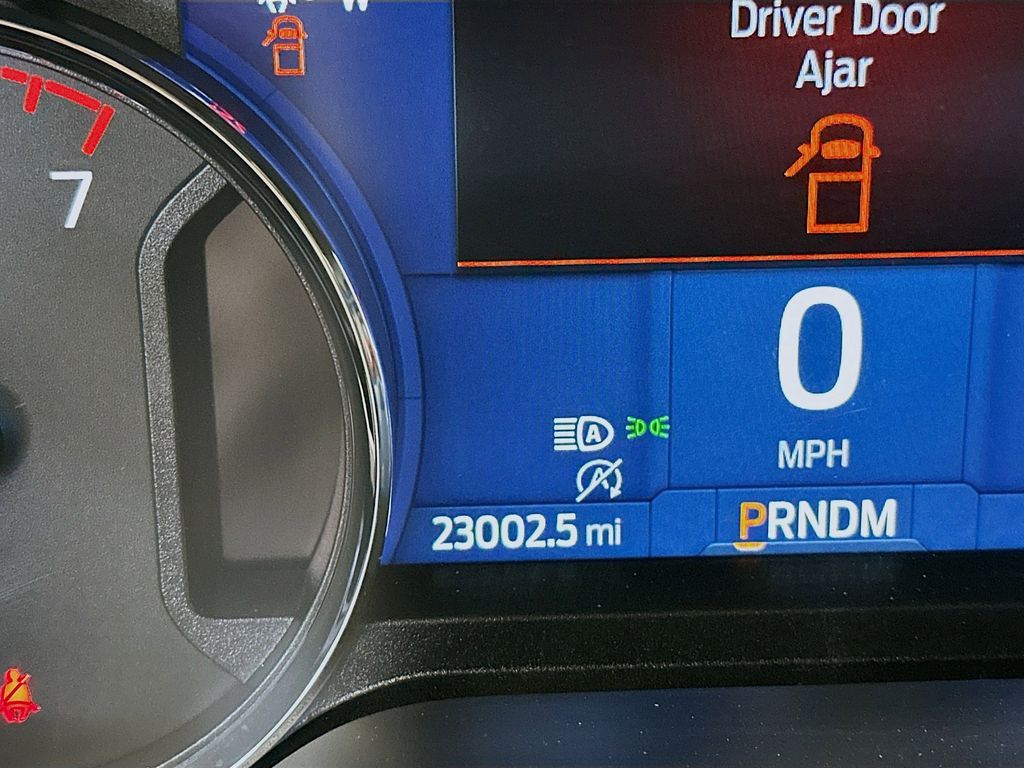 W
Driver Door
Ajar
7
0
A
A
MPH
23002.5 mi
PRNDM